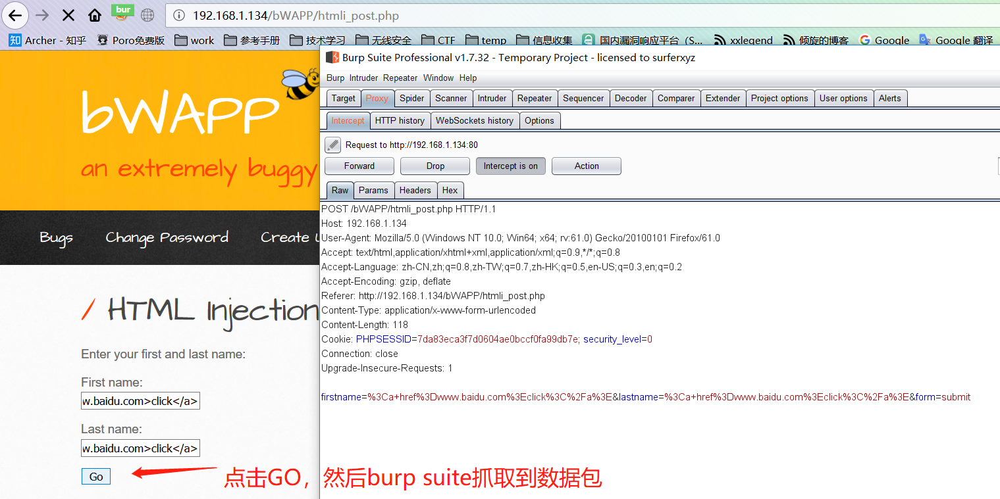 bur
192.168.1.134/bWAPP/htmli_post.php
知 Archer - 知乎 Poro免费版 work 参考手册 技术学习 无线安全 CTF temp 信息收集 国内漏洞响应平台（S... xxlegend 倾旋的博客 Google Google 翻译
bWAPP
an extremely buggy
Bugs Change Password Create U
/ HTML Injection
Enter your first and last name:
First name:
w.baidu.com>click</a>
Last name:
w.baidu.com>click</a>
Go
Burp Suite Professional v1.7.32 - Temporary Project - licensed to surferxyz
Burp Intruder Repeater Window Help
Target Proxy Spider Scanner Intruder Repeater Sequencer Decoder Comparer Extender Project options User options Alerts
Intercept HTTP history WebSockets history Options
Request to http://192.168.1.134:80
Forward Drop Intercept is on Action
Raw Params Headers Hex
POST /bWAPP/htmli_post.php HTTP/1.1
Host: 192.168.1.134
User-Agent: Mozilla/5.0 (Windows NT 10.0; Win64; x64; rv:61.0) Gecko/20100101 Firefox/61.0
Accept: text/html,application/xhtml+xml,application/xml;q=0.9,*/*;q=0.8
Accept-Language: zh-CN,zh;q=0.8,zh-TW;q=0.7,zh-HK;q=0.5,en-US;q=0.3,en;q=0.2
Accept-Encoding: gzip, deflate
Referer: http://192.168.1.134/bWAPP/htmli_post.php
Content-Type: application/x-www-form-urlencoded
Content-Length: 118
Cookie: PHPSESSID=7da83eca3f7d0604ae0bccf0fa99db7e; security_level=0
Connection: close
Upgrade-Insecure-Requests: 1
firstname=%3Ca+href%3Dwww.baidu.com%3Eclick%3C%2Fa%3E&lastname=%3Ca+href%3Dwww.baidu.com%3Eclick%3C%2Fa%3E&form=submit
点击GO，然后burp suite抓取到数据包